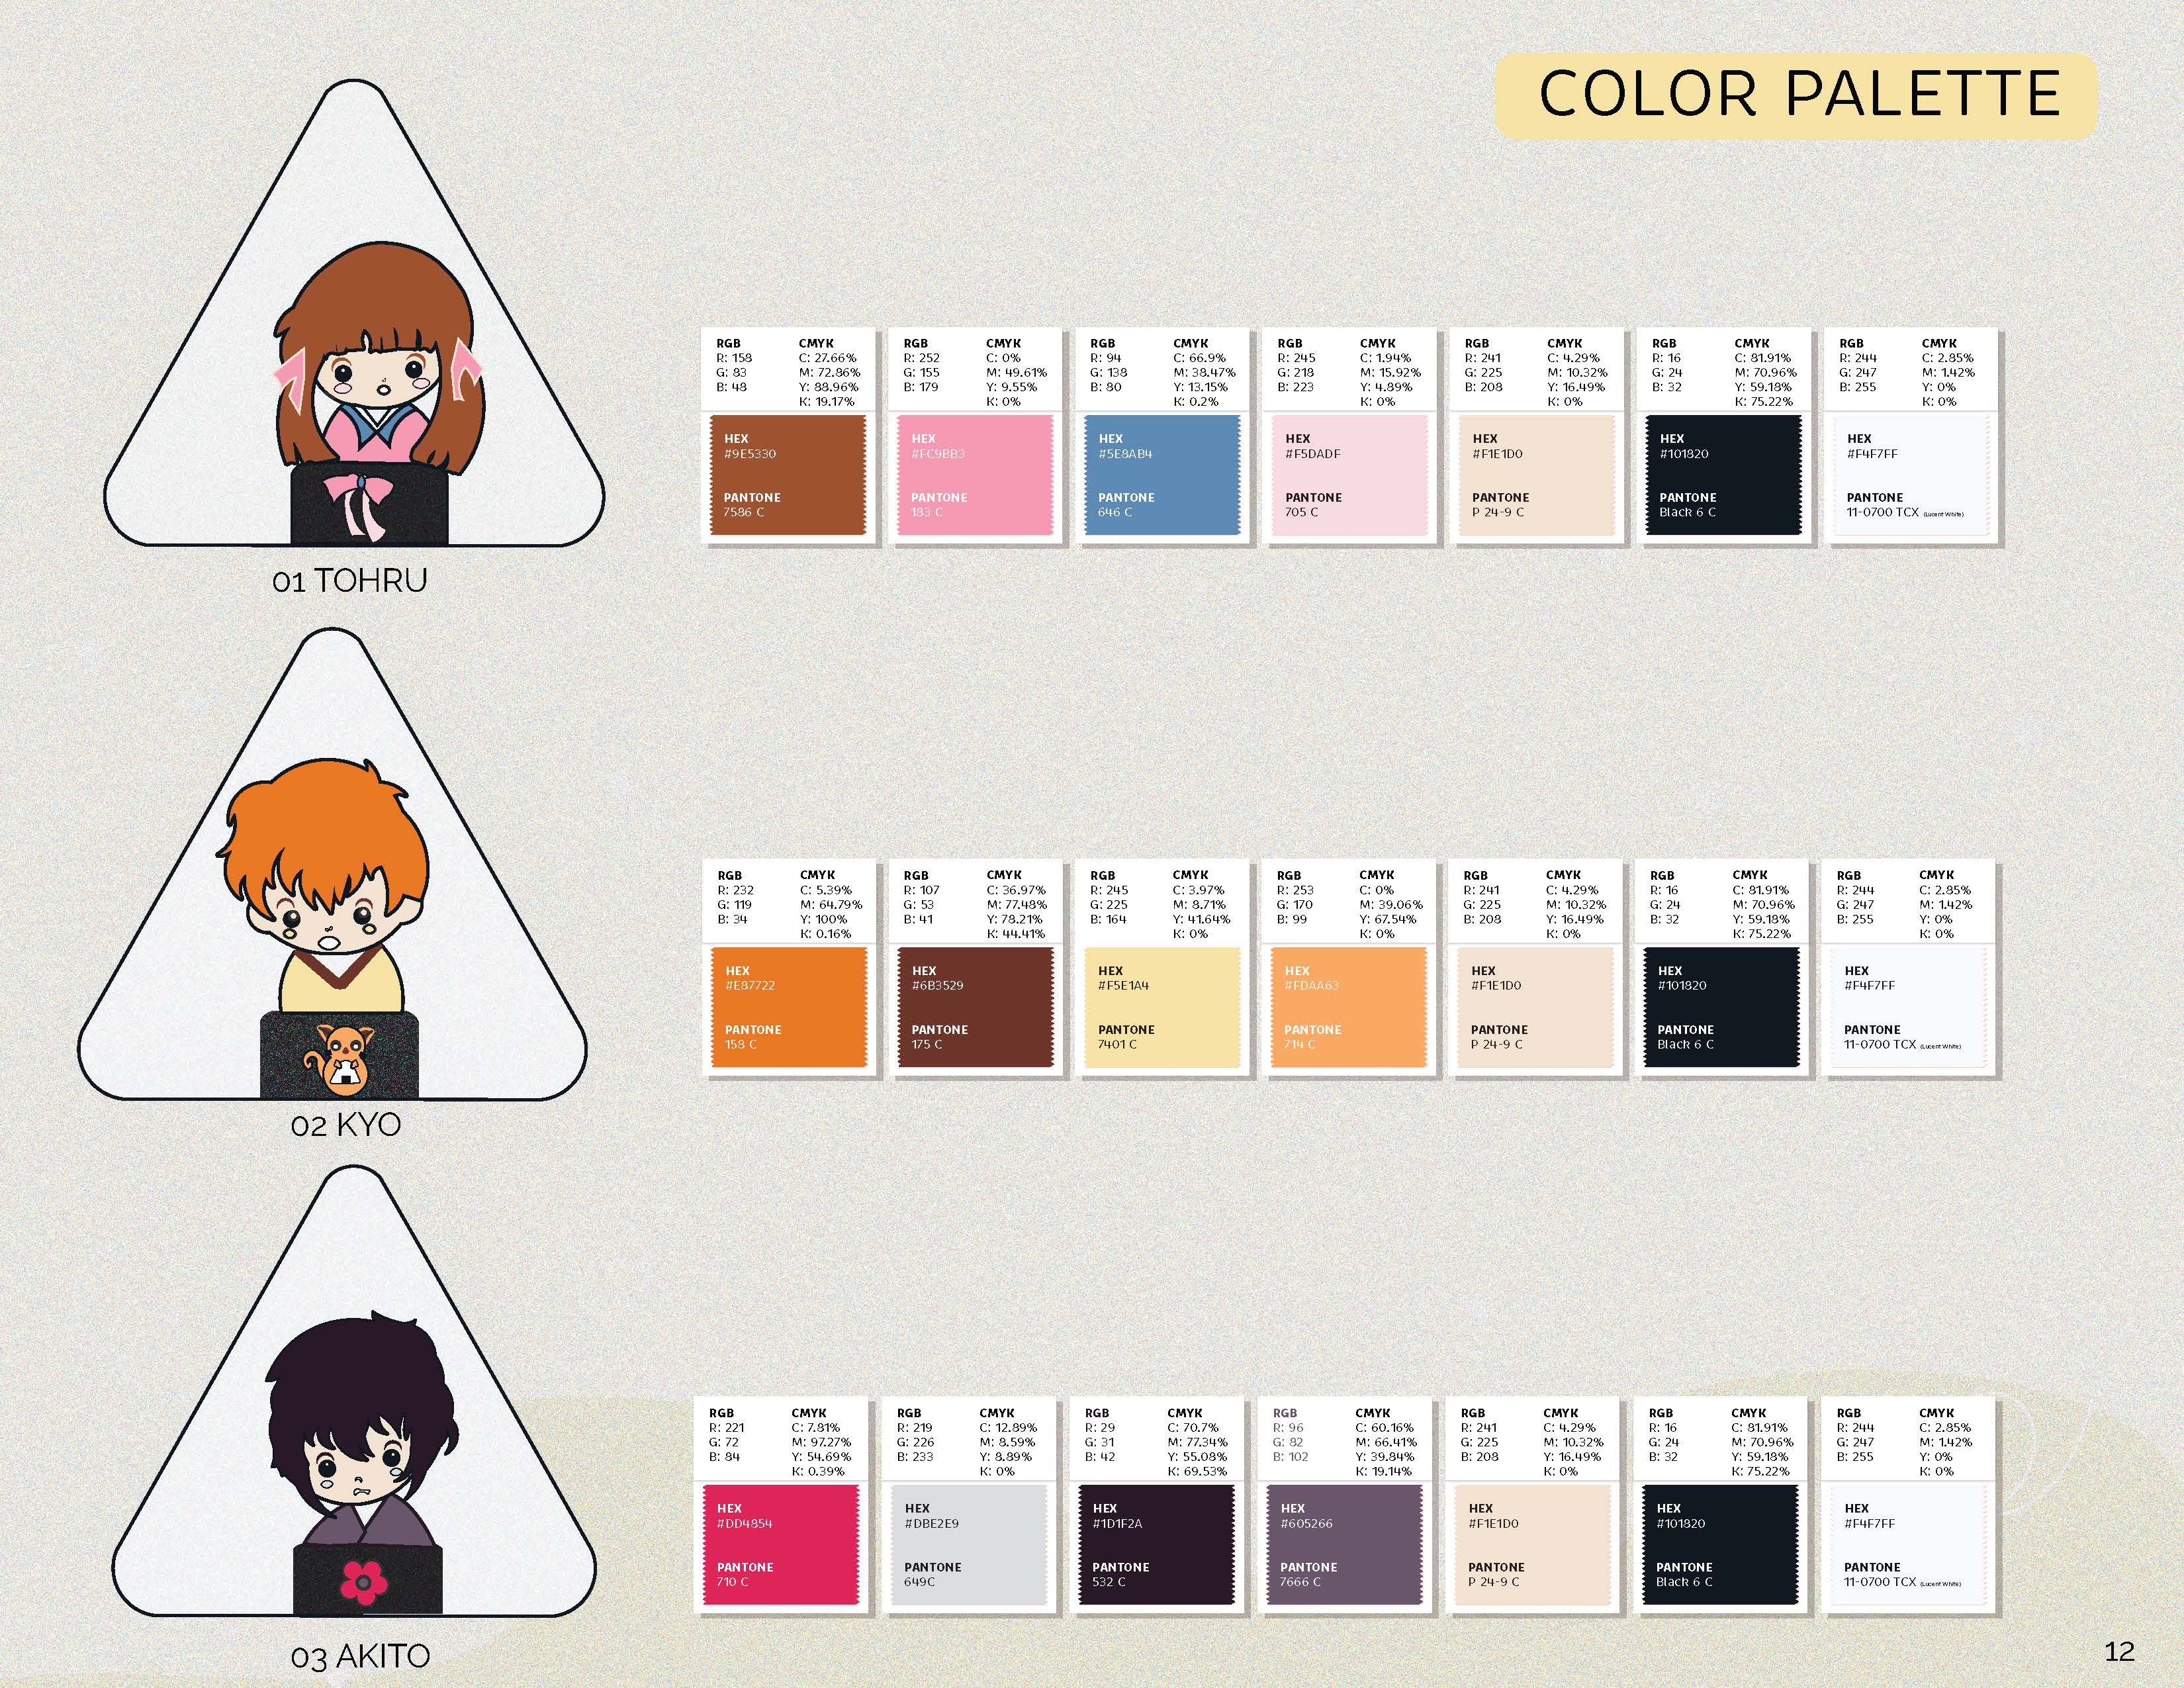 COLOR PALETTE
RGB CMYK
R: 158 C: 27.66%
G: 83 M: 72.86%
B: 48 Y: 88.96%
K: 19.17%
HEX
#9E5330
PANTONE
7586 C
RGB CMYK
R: 252 C: 0%
G: 155 M: 49.61%
B: 179 Y: 9.55%
K: 0%
HEX
#FC9BB3
PANTONE
183 C
RGB CMYK
R: 94 C: 66.9%
G: 138 M: 38.47%
B: 80 Y: 13.15%
K: 0.2%
HEX
#5E8AB4
PANTONE
646 C
RGB CMYK
R: 245 C: 1.94%
G: 218 M: 15.92%
B: 223 Y: 4.89%
K: 0%
HEX
#F5DADF
PANTONE
705 C
RGB CMYK
R: 241 C: 4.29%
G: 225 M: 10.32%
B: 208 Y: 16.49%
K: 0%
HEX
#F1E1D0
PANTONE
P 24-9 C
RGB CMYK
R: 16 C: 81.91%
G: 24 M: 70.96%
B: 32 Y: 59.18%
K: 75.22%
HEX
#101820
PANTONE
Black 6 C
RGB CMYK
R: 244 C: 2.85%
G: 247 M: 1.42%
B: 255 Y: 0%
K: 0%
HEX
#F4F7FF
PANTONE
11-0700 TCX (Lucent White)
01 TOHRU
RGB CMYK
R: 232 C: 5.39%
G: 119 M: 64.79%
B: 34 Y: 100%
K: 0.16%
HEX
#E87722
PANTONE
158 C
RGB CMYK
R: 107 C: 36.97%
G: 53 M: 77.48%
B: 41 Y: 78.21%
K: 44.41%
HEX
#6B3529
PANTONE
175 C
RGB CMYK
R: 245 C: 3.97%
G: 225 M: 8.71%
B: 164 Y: 41.64%
K: 0%
HEX
#F5E1A4
PANTONE
7401 C
RGB CMYK
R: 253 C: 0%
G: 170 M: 39.06%
B: 99 Y: 67.54%
K: 0%
HEX
#FDAA63
PANTONE
714 C
RGB CMYK
R: 241 C: 4.29%
G: 225 M: 10.32%
B: 208 Y: 16.49%
K: 0%
HEX
#F1E1D0
PANTONE
P 24-9 C
RGB CMYK
R: 16 C: 81.91%
G: 24 M: 70.96%
B: 32 Y: 59.18%
K: 75.22%
HEX
#101820
PANTONE
Black 6 C
RGB CMYK
R: 244 C: 2.85%
G: 247 M: 1.42%
B: 255 Y: 0%
K: 0%
HEX
#F4F7FF
PANTONE
11-0700 TCX (Lucent White)
02 KYO
RGB CMYK
R: 221 C: 7.81%
G: 72 M: 97.27%
B: 84 Y: 54.69%
K: 0.39%
HEX
#DD4854
PANTONE
710 C
RGB CMYK
R: 219 C: 12.89%
G: 226 M: 8.59%
B: 233 Y: 8.89%
K: 0%
HEX
#DBE2E9
PANTONE
649C
RGB CMYK
R: 29 C: 70.7%
G: 31 M: 77.34%
B: 42 Y: 55.08%
K: 69.53%
HEX
#1D1F2A
PANTONE
532 C
RGB CMYK
R: 96 C: 60.16%
G: 82 M: 66.41%
B: 102 Y: 39.84%
K: 19.14%
HEX
#605266
PANTONE
7666 C
RGB CMYK
R: 241 C: 4.29%
G: 225 M: 10.32%
B: 208 Y: 16.49%
K: 0%
HEX
#F1E1D0
PANTONE
P 24-9 C
RGB CMYK
R: 16 C: 81.91%
G: 24 M: 70.96%
B: 32 Y: 59.18%
K: 75.22%
HEX
#101820
PANTONE
Black 6 C
RGB CMYK
R: 244 C: 2.85%
G: 247 M: 1.42%
B: 255 Y: 0%
K: 0%
HEX
#F4F7FF
PANTONE
11-0700 TCX (Lucent White)
03 AKITO
12